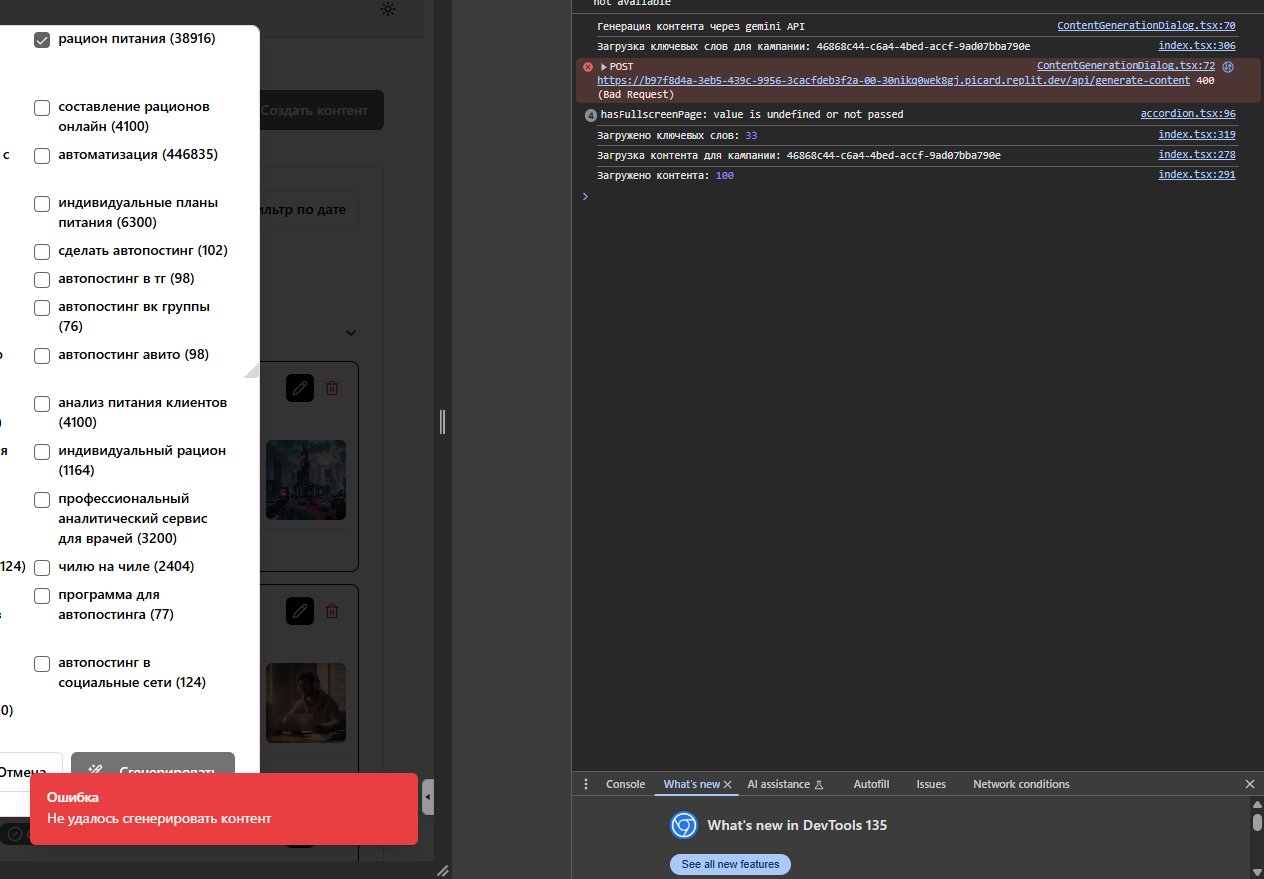 рацион питания (38916)
Создать контент
составление рационов
онлайн (4100)
с
автоматизация (446835)
индивидуальные планы
питания (6300)
ильтр по дате
сделать автопостинг (102)
автопостинг в тг (98)
автопостинг вк группы
(76)
автопостинг авито (98)
анализ питания клиентов
(4100)
я
индивидуальный рацион
(1164)
профессиональный
аналитический сервис
для врачей (3200)
124)
чилю на чиле (2404)
программа для
автопостинга (77)
автопостинг в
социальные сети (124)
0)
Отмена
Сгенерировать
Ошибка
Не удалось сгенерировать контент
not available
Генерация контента через gemini API
ContentGenerationDialog.tsx:70
Загрузка ключевых слов для кампании: 46868c44-c6a4-4bed-accf-9ad07bba790e
index.tsx:306
POST
ContentGenerationDialog.tsx:72
https://b97f8d4a-3eb5-439c-9956-3cacfdeb3f2a-00-30nikq0wek8gj.picard.replit.dev/api/generate-content 400
(Bad Request)
4 hasFullscreenPage: value is undefined or not passed
accordion.tsx:96
Загружено ключевых слов: 33
index.tsx:319
Загрузка контента для кампании: 46868c44-c6a4-4bed-accf-9ad07bba790e
index.tsx:278
Загружено контента: 100
index.tsx:291
Console
What's new
AI assistance
Autofill
Issues
Network conditions
What's new in DevTools 135
See all new features